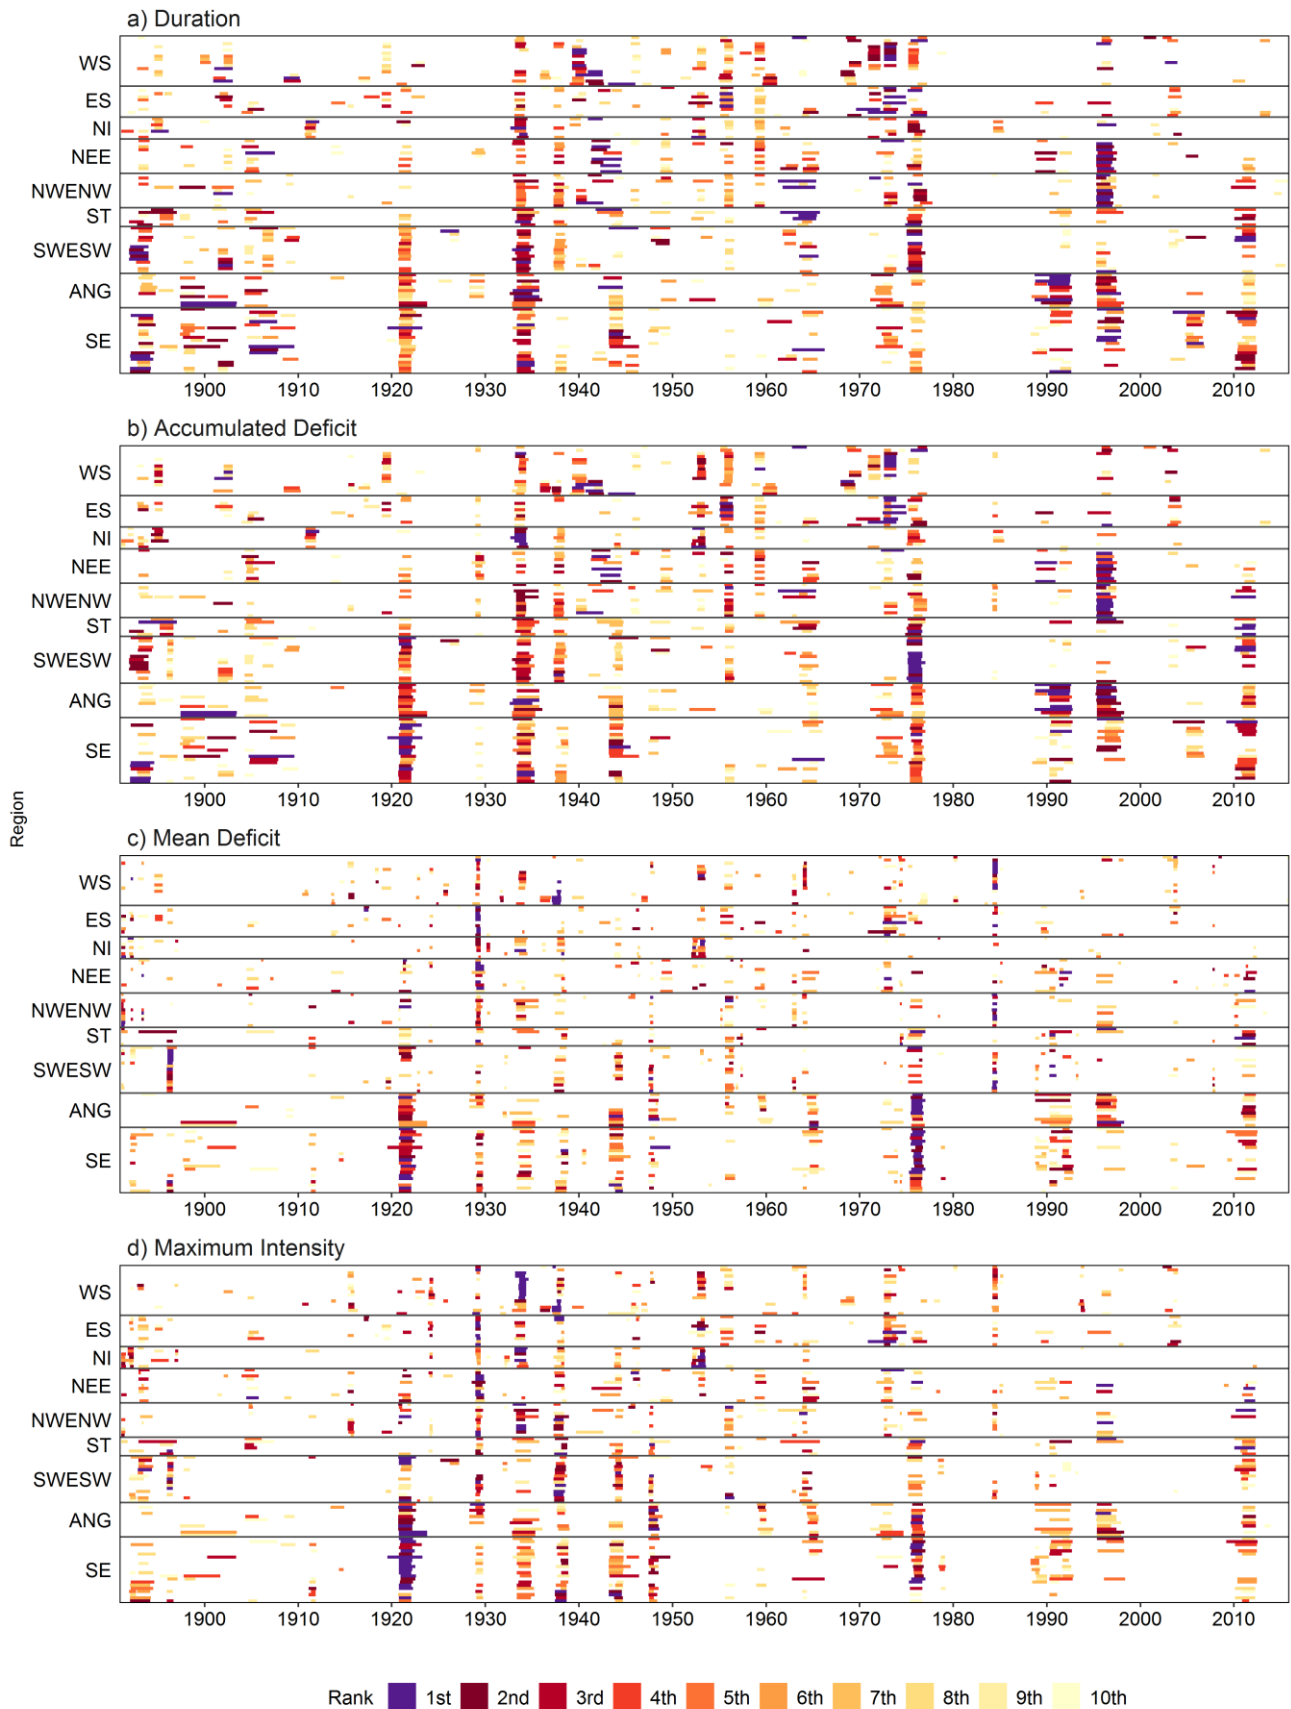 a) Duration
WS
ES
NI
NEE
NWENW
ST
SWESW
ANG
SE
1900 1910 1920 1930 1940 1950 1960 1970 1980 1990 2000 2010
b) Accumulated Deficit
WS
ES
NI
NEE
NWENW
ST
SWESW
ANG
SE
1900 1910 1920 1930 1940 1950 1960 1970 1980 1990 2000 2010
Region
c) Mean Deficit
WS
ES
NI
NEE
NWENW
ST
SWESW
ANG
SE
1900 1910 1920 1930 1940 1950 1960 1970 1980 1990 2000 2010
d) Maximum Intensity
WS
ES
NI
NEE
NWENW
ST
SWESW
ANG
SE
1900 1910 1920 1930 1940 1950 1960 1970 1980 1990 2000 2010
Rank 1st 2nd 3rd 4th 5th 6th 7th 8th 9th 10th